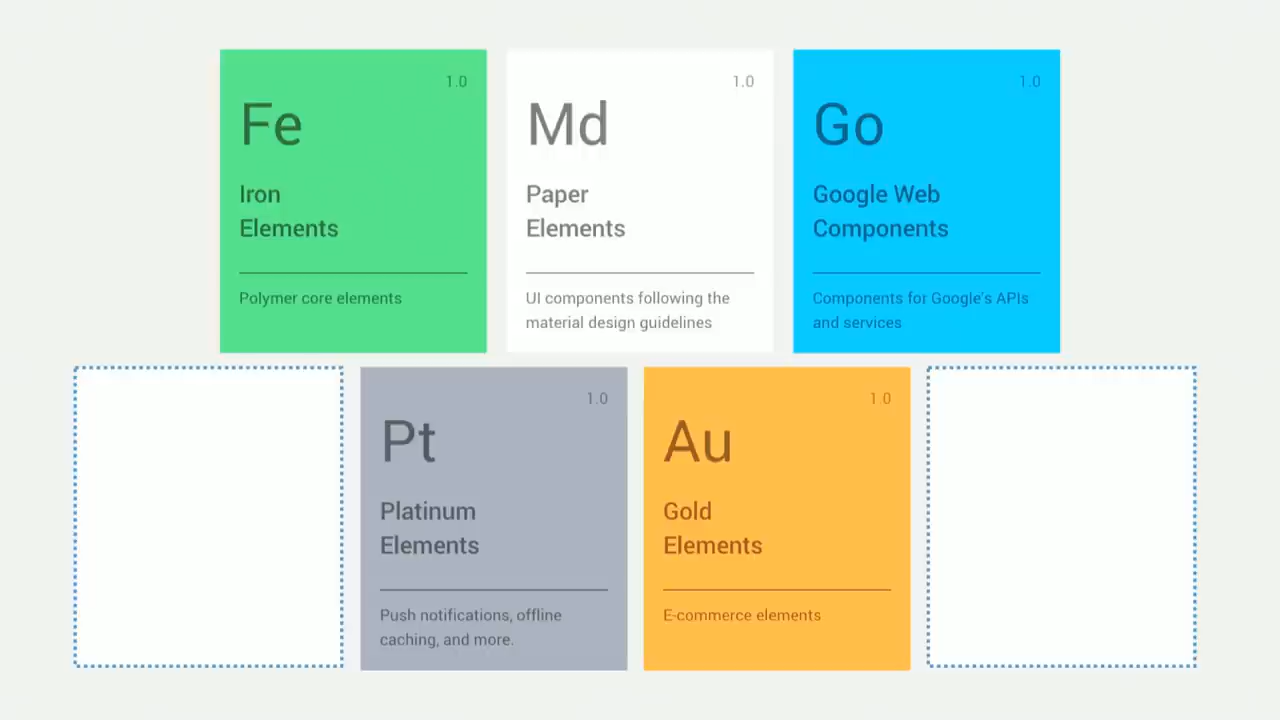 1.0
Fe
Iron
Elements
Polymer core elements
1.0
Md
Paper
Elements
UI components following the
material design guidelines
1.0
Go
Google Web
Components
Components for Google's APIs
and services
1.0
Pt
Platinum
Elements
Push notifications, offline
caching, and more.
1.0
Au
Gold
Elements
E-commerce elements